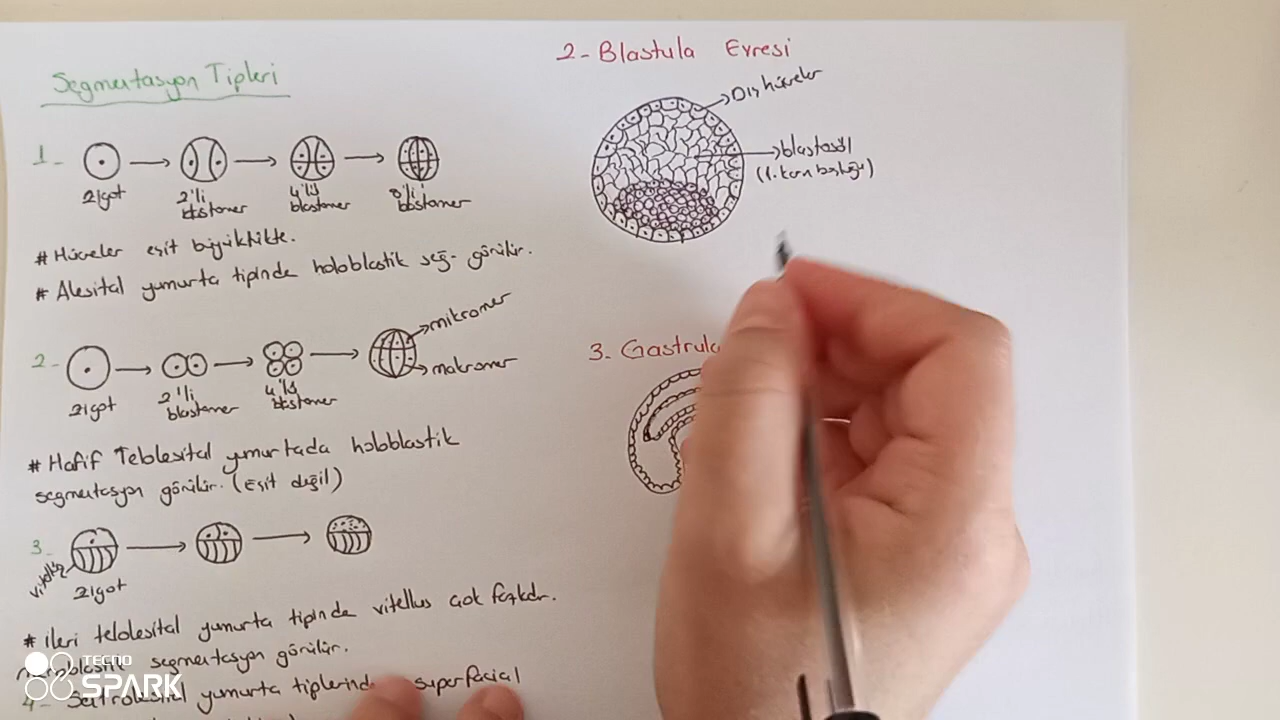 Segmentasyon Tipleri
1-
zigot
2'li
blastomer
4'lü
blastomer
8'li
blastomer
# Hücreler eşit büyüklükte.
# Alesital yumurta tipinde holoblastik seg- görülür.
2-
mikromer
makromer
zigot
2'li
blastomer
4'lü
blastomer
# Hafif Telolesital yumurtada holoblastik
segmentasyon görülür. (Eşit değil)
3-
vitellüs
zigot
# ileri telolesital yumurta tipinde vitellus çok fazladır.
segmentasyon görülür.
4- Sentrolesital yumurta tiplerinde superfacial
2- Blastula Evresi
Dış hücreler
blastosöl
(1. karın boşluğu)
3. Gastrula
TECNO
SPARK